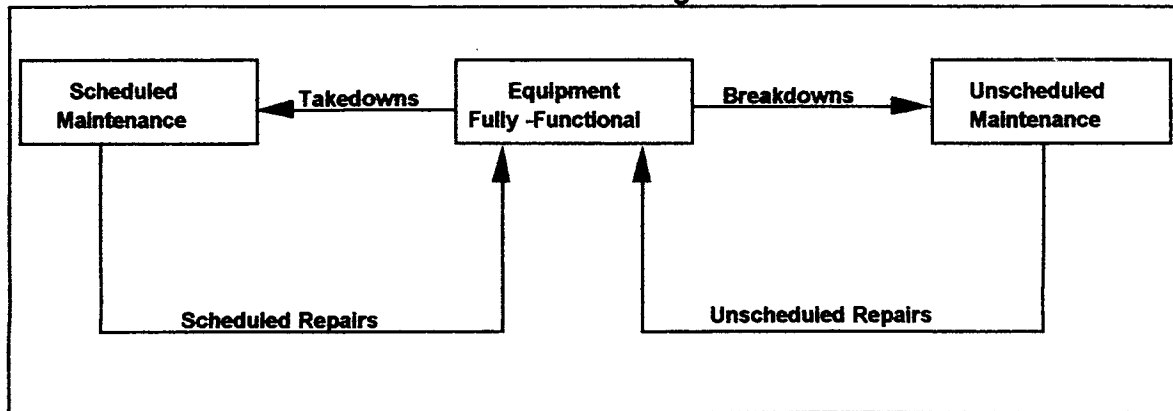 Scheduled
Maintenance
Takedowns
Equipment
Fully -Functional
Breakdowns
Unscheduled
Maintenance
Scheduled Repairs
Unscheduled Repairs